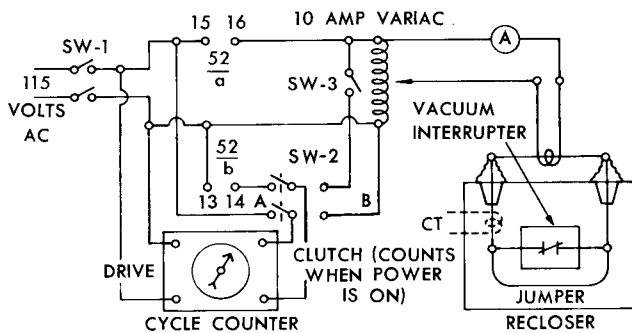 15 16
10 AMP VARIAC
SW-1
A
52
a
115
VOLTS
AC
SW-3
VACUUM
INTERRUPTER
52
b
SW-2
13 14 A
B
CT
DRIVE
CLUTCH (COUNTS
WHEN POWER
IS ON)
CYCLE COUNTER
JUMPER
RECLOSER